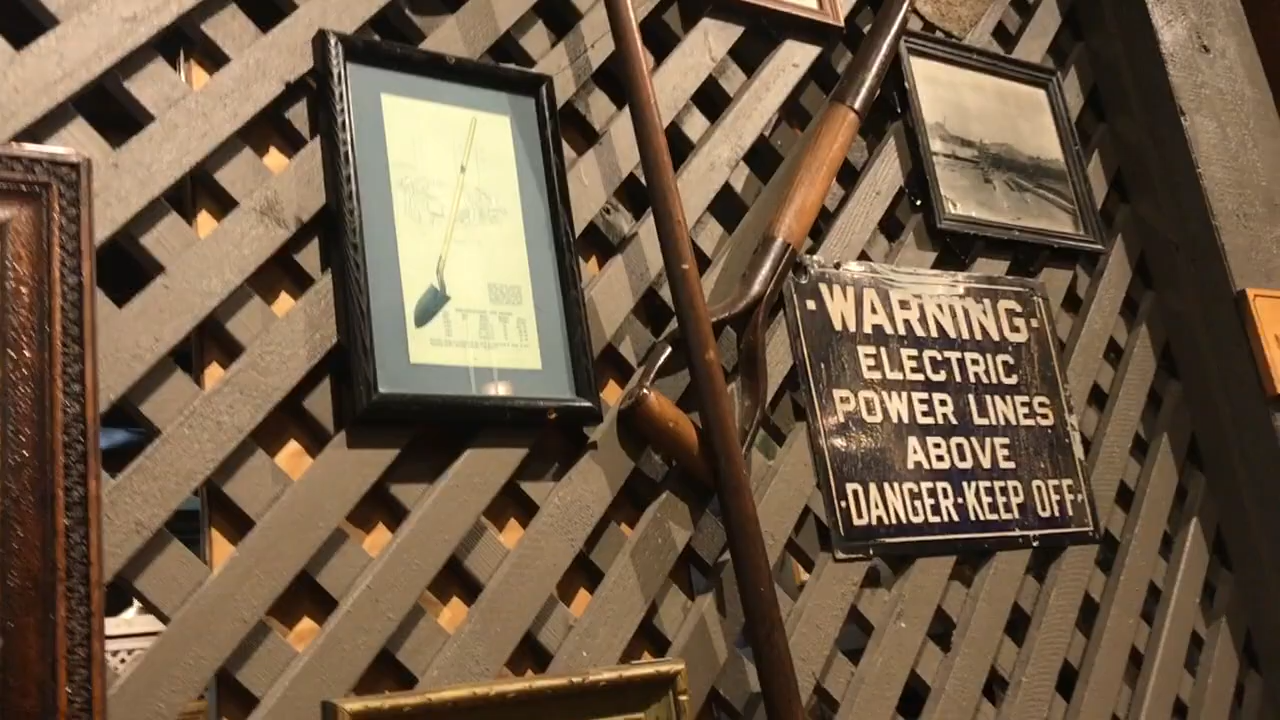 ·WARNING·
ELECTRIC
POWER LINES
ABOVE
·DANGER·KEEP OFF·